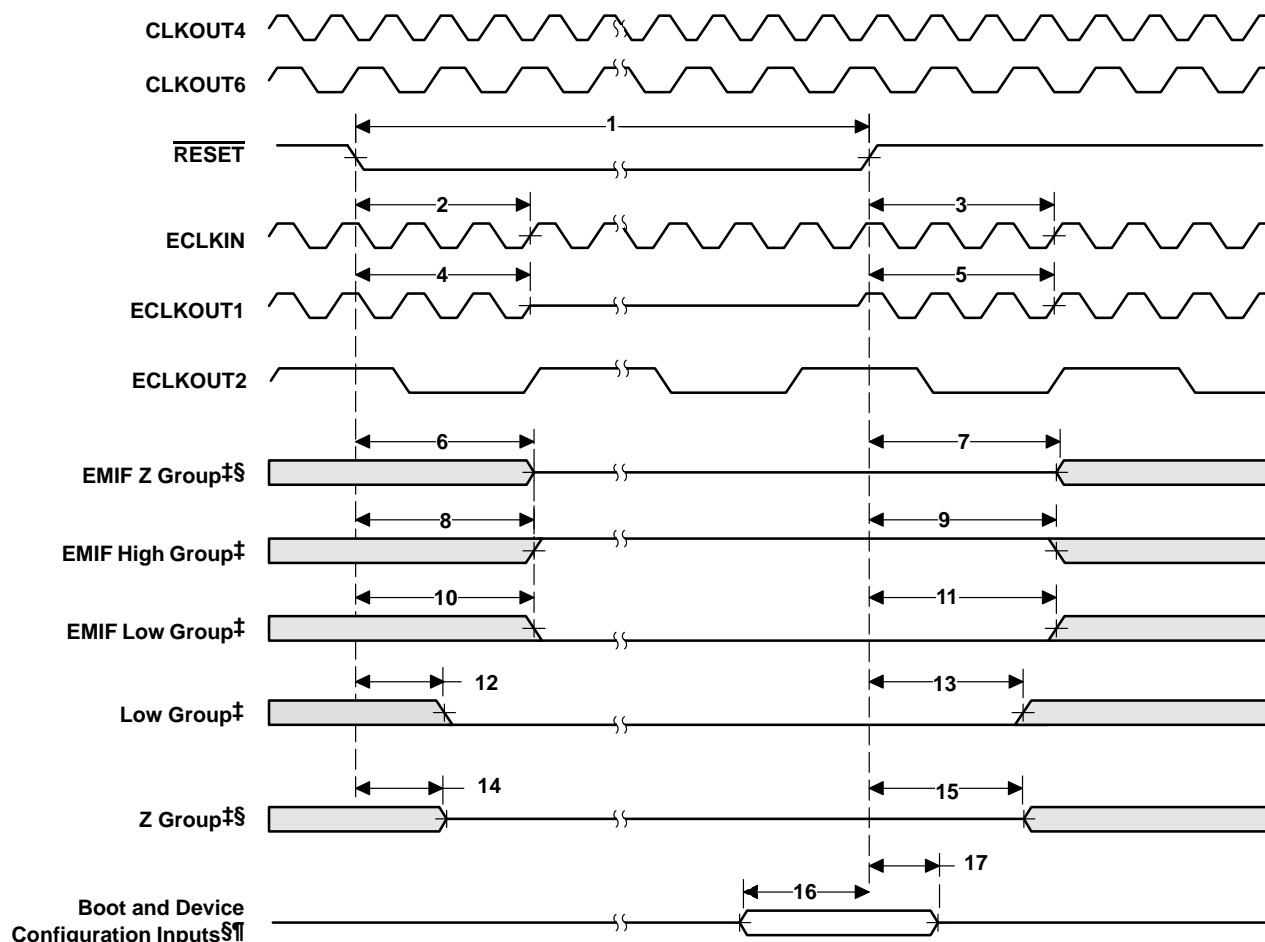 CLKOUT4
CLKOUT6
1
RESET
2
3
ECLKIN
4
5
ECLKOUT1
ECLKOUT2
6
7
EMIF Z Group‡§
8
9
EMIF High Group‡
10
11
EMIF Low Group‡
12
13
Low Group‡
14
15
Z Group‡§
17
16
Boot and Device
Configuration Inputs§¶